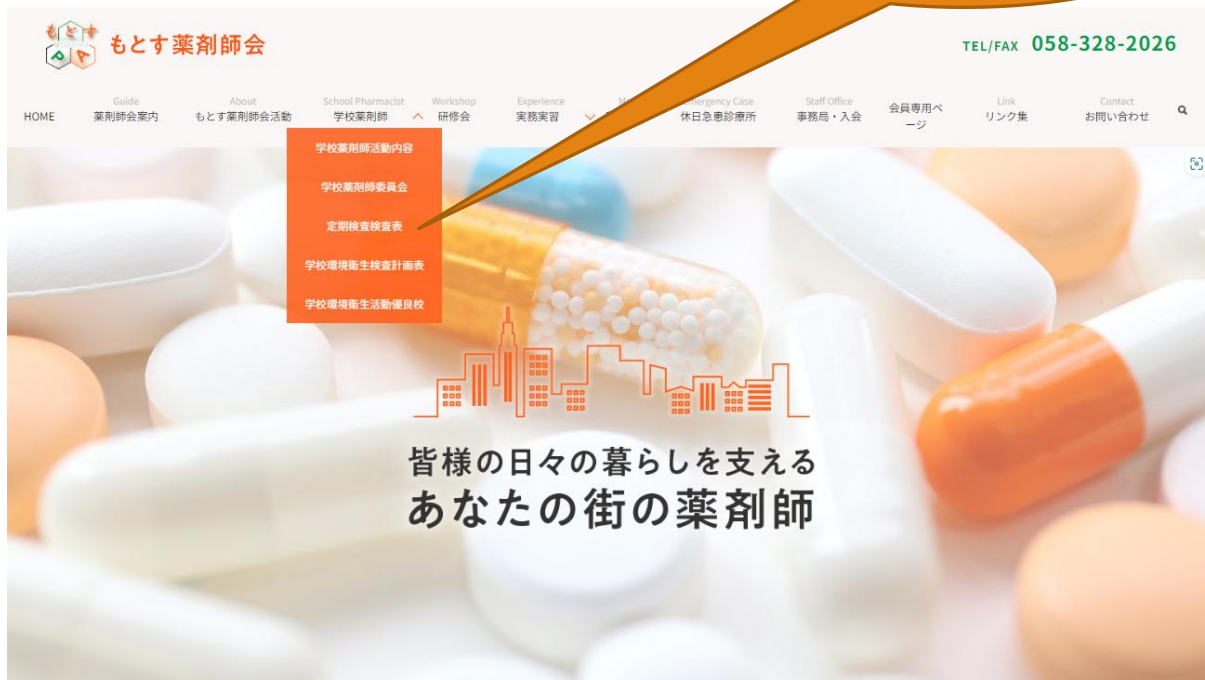 もとす
PA
もとす薬剤師会
TEL/FAX 058-328-2026
HOME
Guide
薬剤師会案内
About
もとす薬剤師会活動
School Pharmacist
学校薬剤師
Workshop
研修会
Experience
実務実習
Emergency Case
休日急患診療所
Staff Office
事務局・入会
会員専用ペ
ージ
Link
リンク集
Contact
お問い合わせ
学校薬剤師活動内容
学校薬剤師委員会
定期検査検査表
学校環境衛生検査計画表
学校環境衛生活動優良校
皆様の日々の暮らしを支える
あなたの街の薬剤師